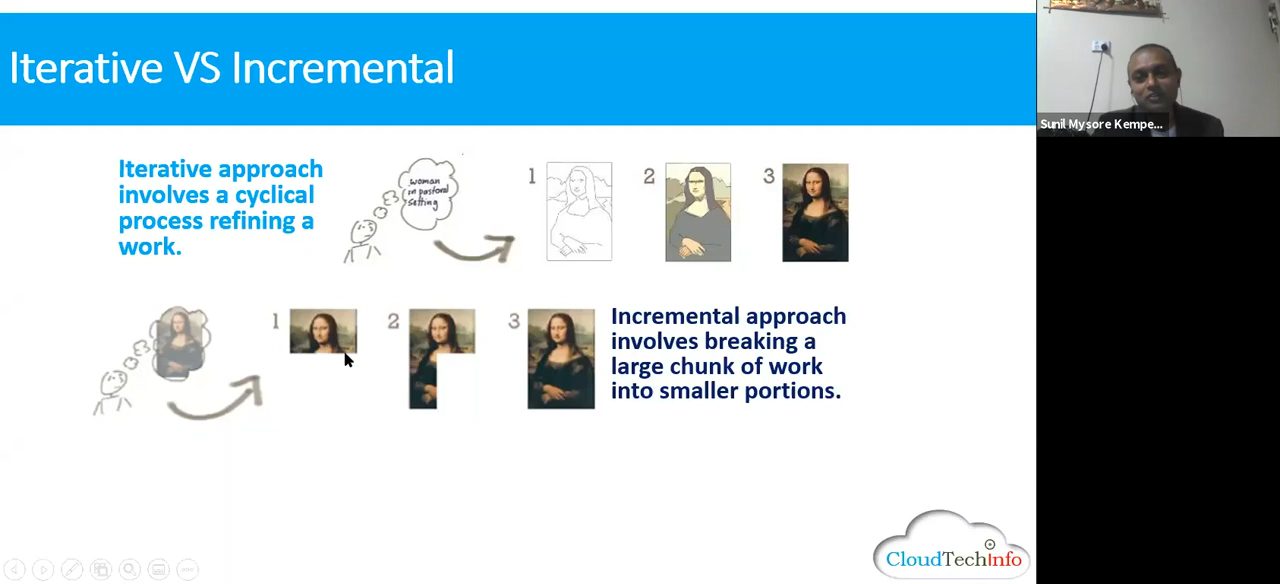 Iterative VS Incremental
Sunil Mysore Kempe...
Iterative approach
involves a cyclical
process refining a
work.
woman
in pastoral
setting
1
2
3
1
2
3
Incremental approach
involves breaking a
large chunk of work
into smaller portions.
CloudTechInfo